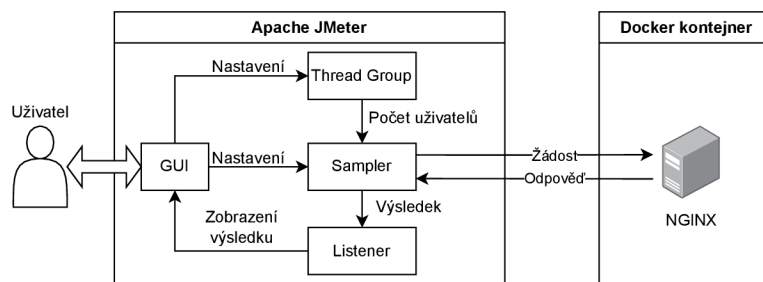 Apache JMeter
Docker kontejner
Nastavení
Thread Group
Uživatel
Počet uživatelů
GUI
Nastavení
Sampler
Žádost
Odpověď
Zobrazení
výsledku
Výsledek
Listener
NGINX